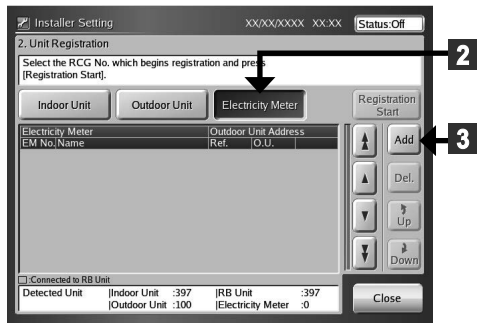 Installer Setting XX/XX/XXXX XX:XX Status:Off
2. Unit Registration
Select the RCG No. which begins registration and press
[Registration Start].
2
Indoor Unit Outdoor Unit Electricity Meter Registration Start
Electricity Meter Outdoor Unit Address
EM No. Name Ref. O.U.
Add
3
Del.
Up
Down
:Connected to RB Unit
Detected Unit |Indoor Unit :397 |RB Unit :397
|Outdoor Unit :100 |Electricity Meter :0
Close